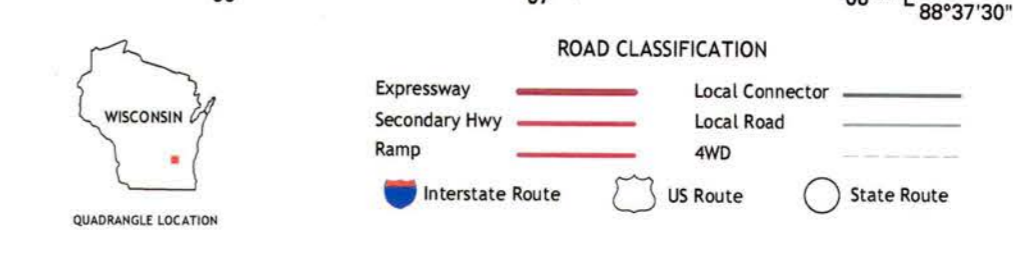 88°37'30"
ROAD CLASSIFICATION
Expressway
Local Connector
Secondary Hwy
Local Road
Ramp
4WD
WISCONSIN
Interstate Route
US Route
State Route
QUADRANGLE LOCATION